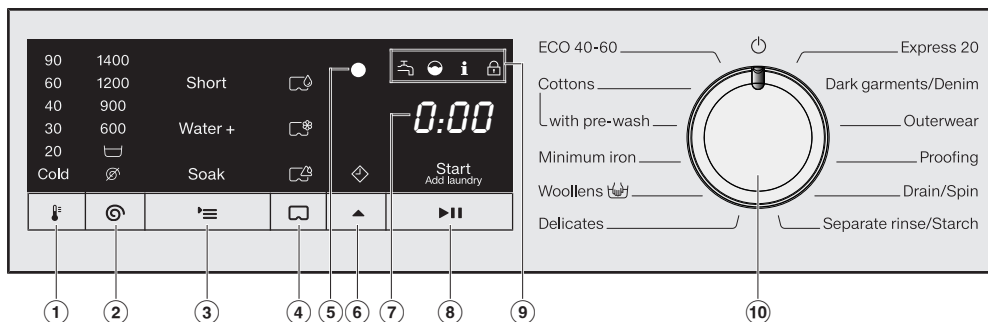 90 1400
60 1200 Short
40 900
30 600 Water +
20
Cold Soak
0:00
Start
Add laundry
ECO 40-60
Cottons
with pre-wash
Minimum iron
Woollens
Delicates
Express 20
Dark garments/Denim
Outerwear
Proofing
Drain/Spin
Separate rinse/Starch
1 2 3 4 5 6 7 8 9 10